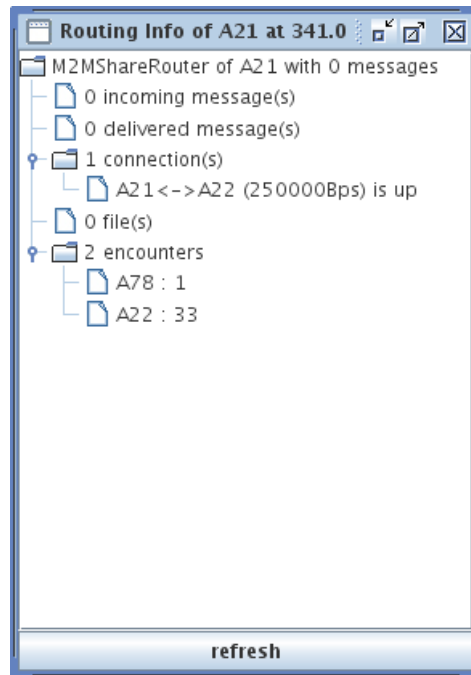 Routing Info of A21 at 341.0
M2MShareRouter of A21 with 0 messages
0 incoming message(s)
0 delivered message(s)
1 connection(s)
A21<->A22 (250000Bps) is up
0 file(s)
2 encounters
A78 : 1
A22 : 33
refresh